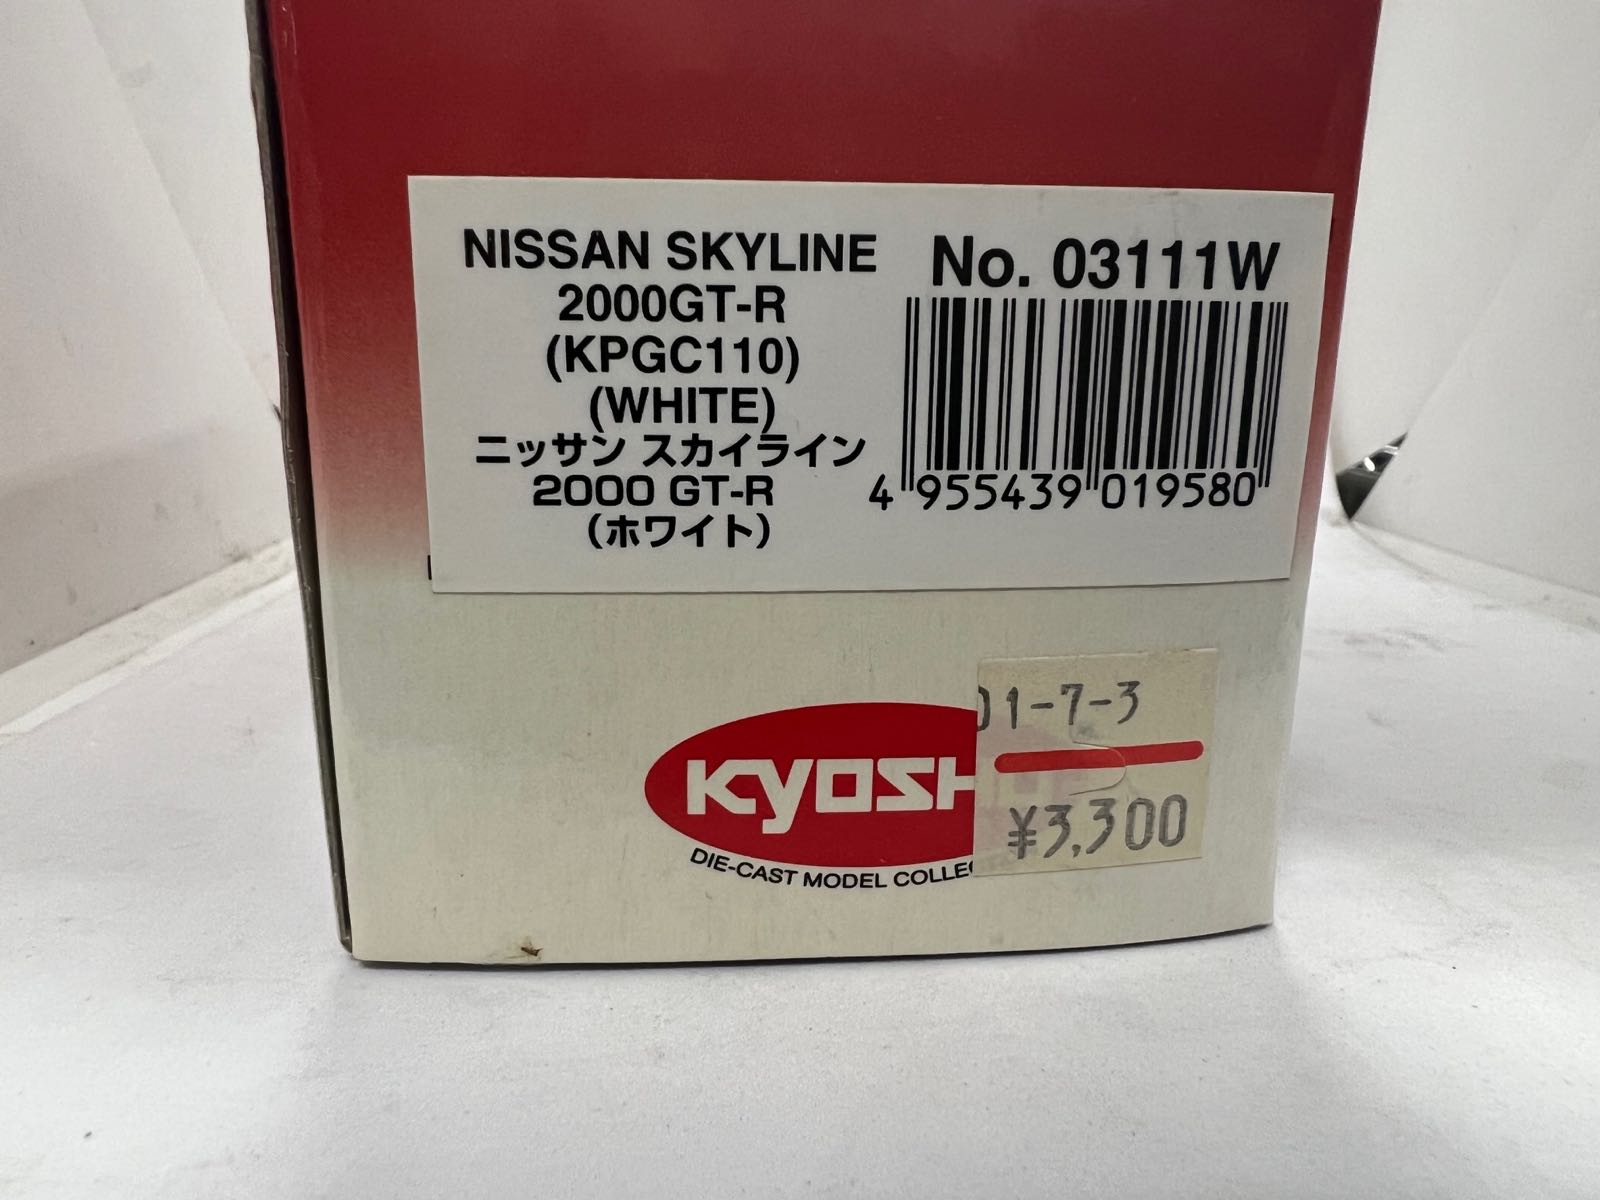 NISSAN SKYLINE
2000GT-R
(KPGC110)
(WHITE)
ニッサン スカイライン
2000 GT-R
(ホワイト)
No. 03111W
4 955439 019580
KYOSH
DIE-CAST MODEL COLLEC
01-7-3
¥3,300